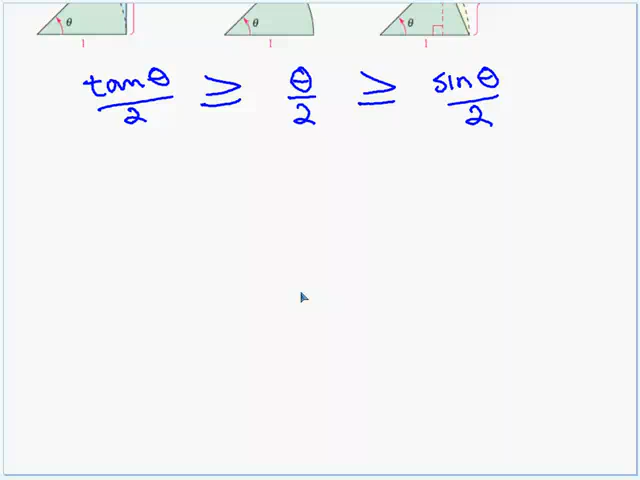 θ θ θ
1 1 1
tanθ/2 ≥ θ/2 ≥ sinθ/2